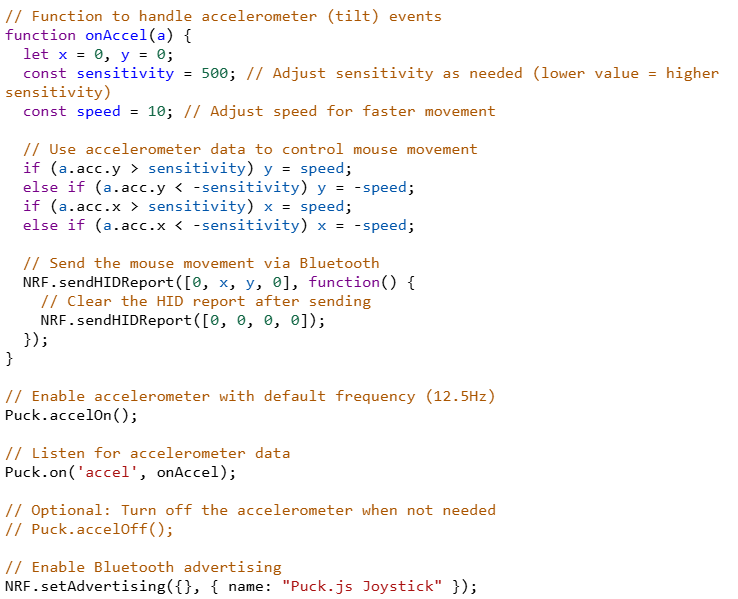 // Function to handle accelerometer (tilt) events
function onAccel(a) {
  let x = 0, y = 0;
  const sensitivity = 500; // Adjust sensitivity as needed (lower value = higher
sensitivity)
  const speed = 10; // Adjust speed for faster movement

  // Use accelerometer data to control mouse movement
  if (a.acc.y > sensitivity) y = speed;
  else if (a.acc.y < -sensitivity) y = -speed;
  if (a.acc.x > sensitivity) x = speed;
  else if (a.acc.x < -sensitivity) x = -speed;

  // Send the mouse movement via Bluetooth
  NRF.sendHIDReport([0, x, y, 0], function() {
    // Clear the HID report after sending
    NRF.sendHIDReport([0, 0, 0, 0]);
  });
}

// Enable accelerometer with default frequency (12.5Hz)
Puck.accelOn();

// Listen for accelerometer data
Puck.on('accel', onAccel);

// Optional: Turn off the accelerometer when not needed
// Puck.accelOff();

// Enable Bluetooth advertising
NRF.setAdvertising({}, { name: "Puck.js Joystick" });